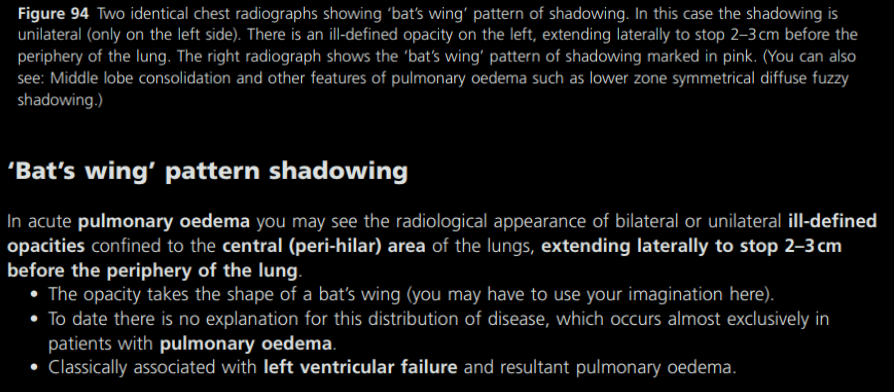 Figure 94 Two identical chest radiographs showing ‘bat’s wing’ pattern of shadowing. In this case the shadowing is
unilateral (only on the left side). There is an ill-defined opacity on the left, extending laterally to stop 2–3 cm before the
periphery of the lung. The right radiograph shows the ‘bat’s wing’ pattern of shadowing marked in pink. (You can also
see: Middle lobe consolidation and other features of pulmonary oedema such as lower zone symmetrical diffuse fuzzy
shadowing.)
‘Bat’s wing’ pattern shadowing
In acute pulmonary oedema you may see the radiological appearance of bilateral or unilateral ill-defined
opacities confined to the central (peri-hilar) area of the lungs, extending laterally to stop 2–3 cm
before the periphery of the lung.
• The opacity takes the shape of a bat’s wing (you may have to use your imagination here).
• To date there is no explanation for this distribution of disease, which occurs almost exclusively in
patients with pulmonary oedema.
• Classically associated with left ventricular failure and resultant pulmonary oedema.